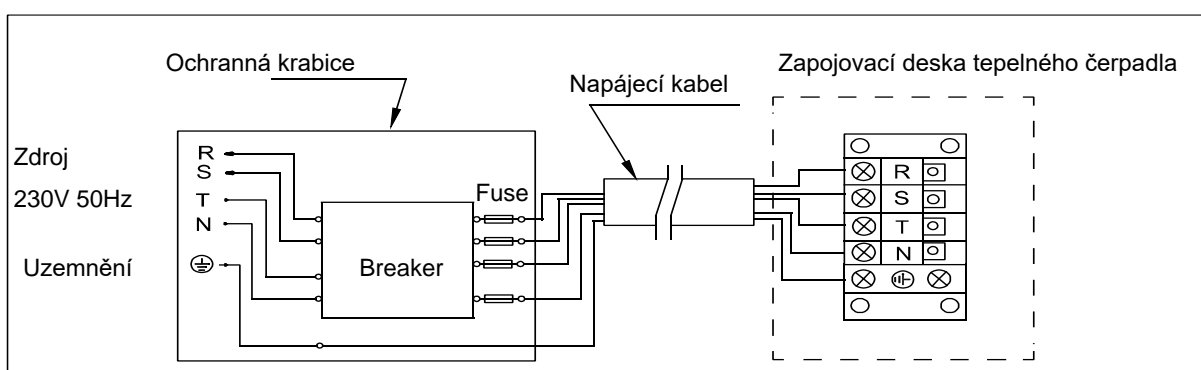 Ochranná krabice
Napájecí kabel
Zapojovací deska tepelného čerpadla
Zdroj
230V 50Hz
Uzemnění
R
S
T
N
Fuse
Breaker
R
S
T
N